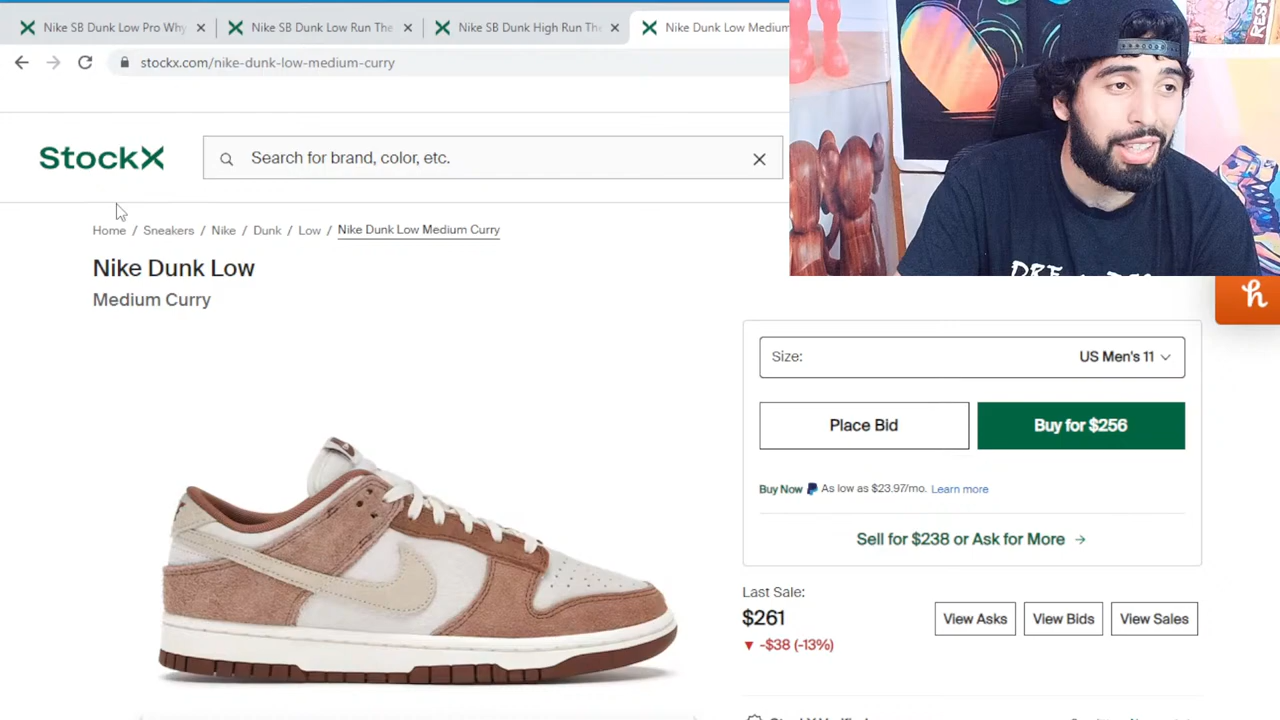 Nike SB Dunk Low Pro Why
Nike SB Dunk Low Run The
Nike SB Dunk High Run The
Nike Dunk Low Medium
stockx.com/nike-dunk-low-medium-curry
StockX
Search for brand, color, etc.
Home / Sneakers / Nike / Dunk / Low / Nike Dunk Low Medium Curry
Nike Dunk Low
Medium Curry
Size: US Men's 11
Place Bid
Buy for $256
Buy Now As low as $23.97/mo. Learn more
Sell for $238 or Ask for More →
Last Sale:
$261
▼ -$38 (-13%)
View Asks
View Bids
View Sales
h